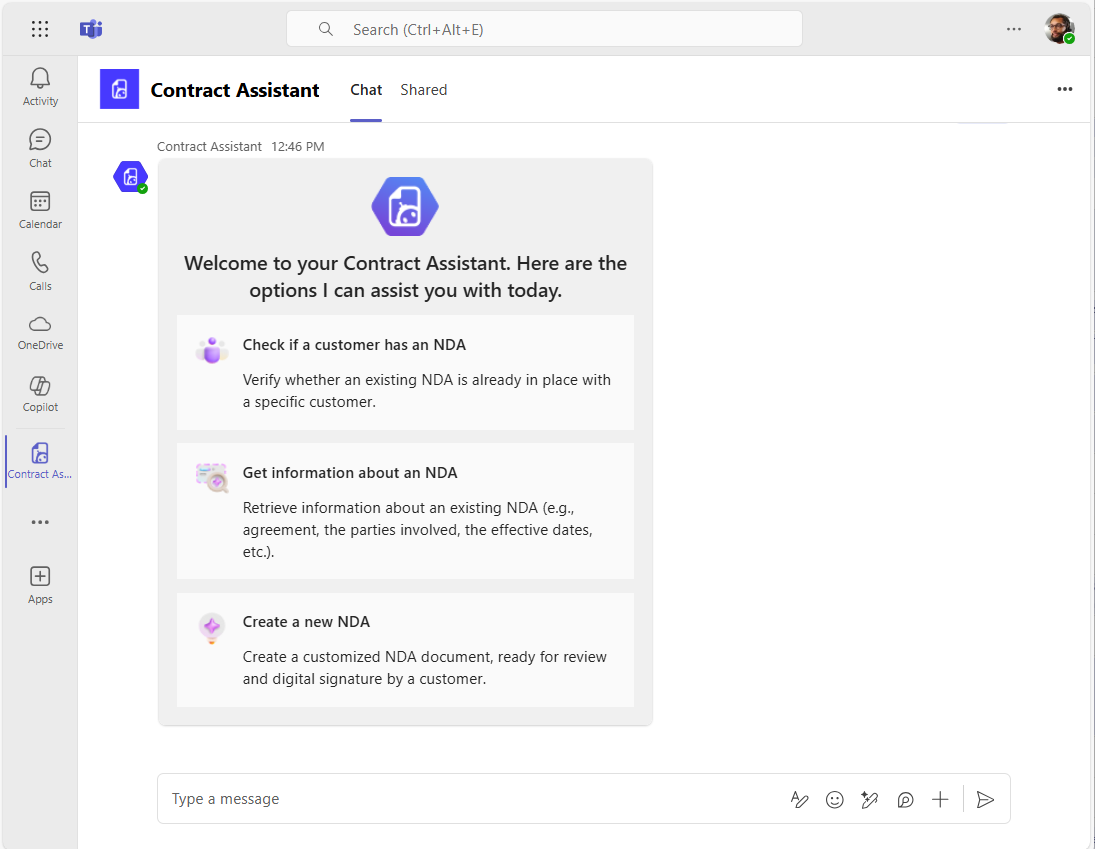 Search (Ctrl+Alt+E)
Activity
Chat
Calendar
Calls
OneDrive
Copilot
Contract As...
Apps
Contract Assistant Chat Shared
Contract Assistant 12:46 PM
Welcome to your Contract Assistant. Here are the
options I can assist you with today.
Check if a customer has an NDA
Verify whether an existing NDA is already in place with
a specific customer.
Get information about an NDA
Retrieve information about an existing NDA (e.g.,
agreement, the parties involved, the effective dates,
etc.).
Create a new NDA
Create a customized NDA document, ready for review
and digital signature by a customer.
Type a message